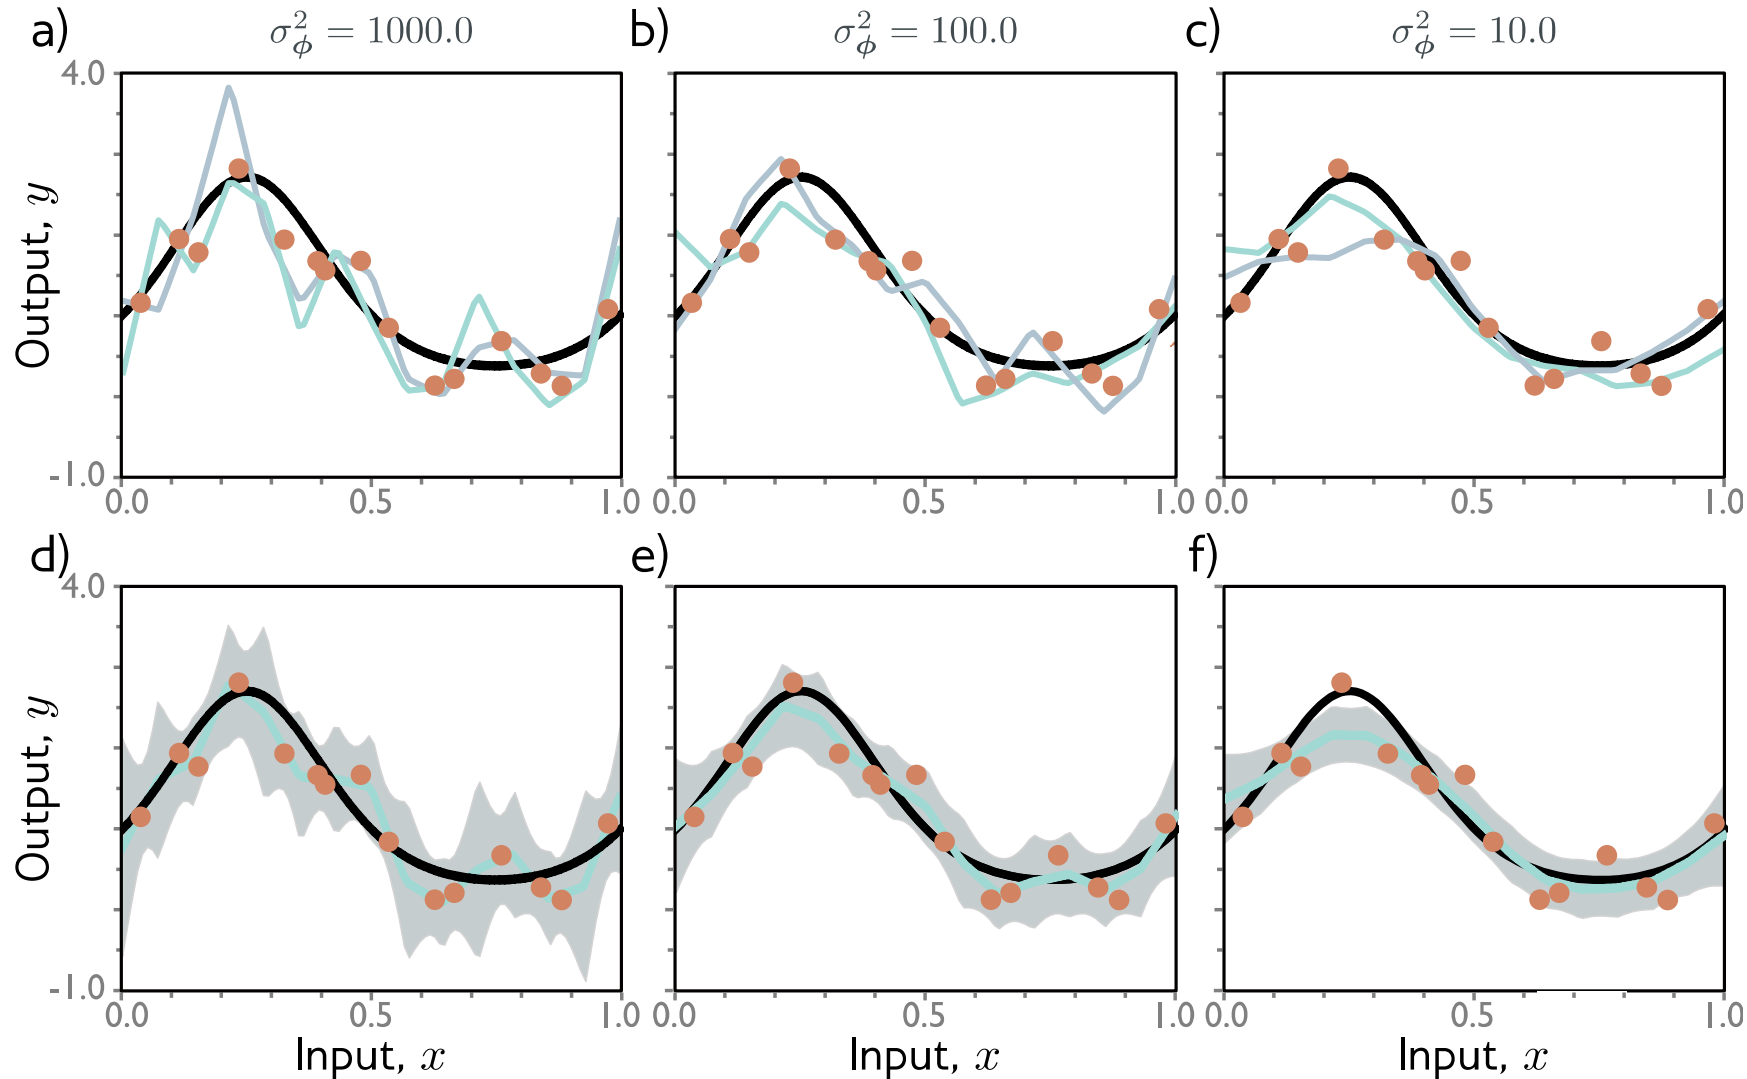 a) σ²_ϕ = 1000.0
b) σ²_ϕ = 100.0
c) σ²_ϕ = 10.0
4.0
Output, y
-1.0
0.0 0.5 1.0
0.0 0.5 1.0
0.0 0.5 1.0
d)
e)
f)
4.0
Output, y
-1.0
0.0 0.5 1.0
0.0 0.5 1.0
0.0 0.5 1.0
Input, x
Input, x
Input, x